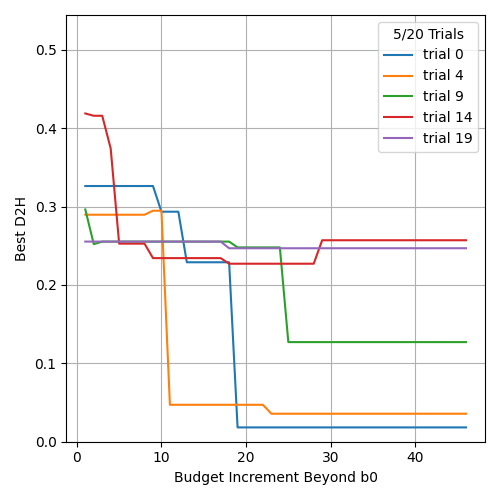 5/20 Trials
trial 0
trial 4
trial 9
trial 14
trial 19
0.5
0.4
0.3
0.2
0.1
0.0
Best D2H
0 10 20 30 40
Budget Increment Beyond b0